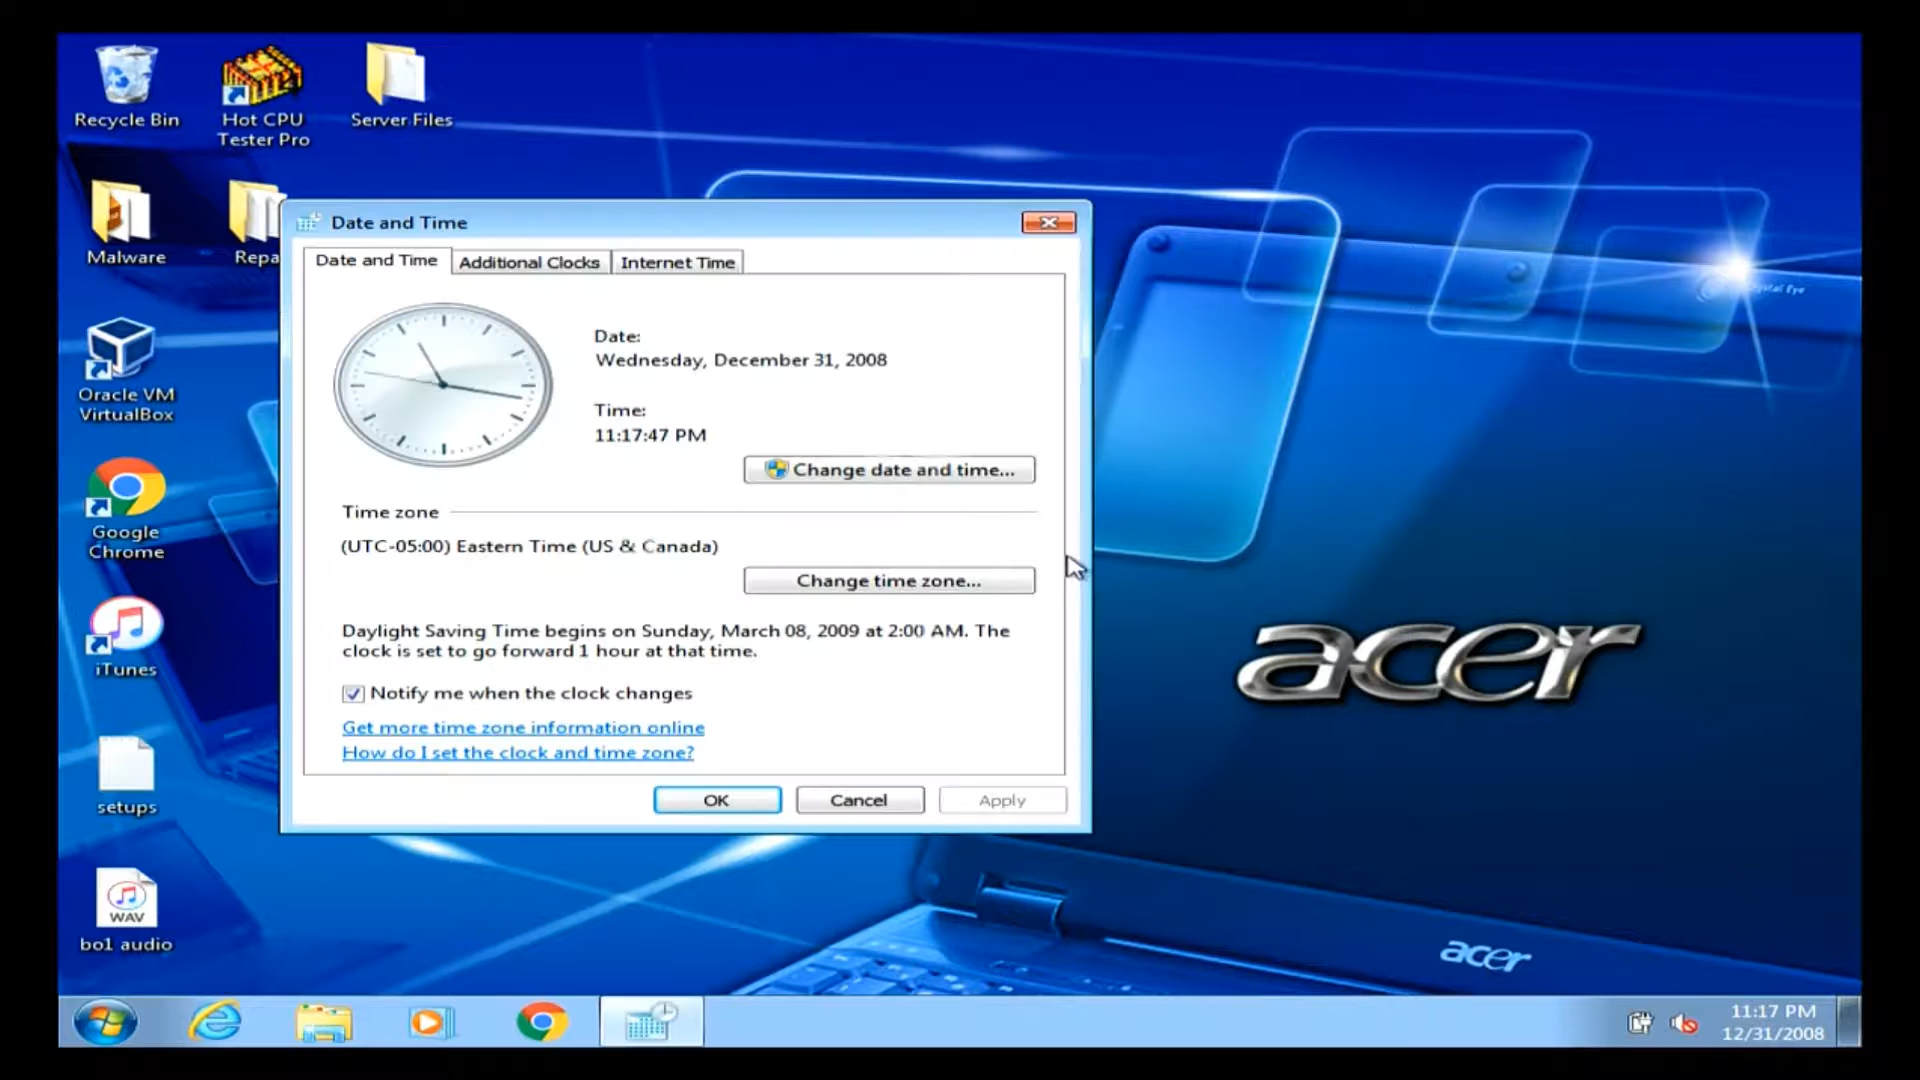 Recycle Bin
Hot CPU
Tester Pro
Server Files
Malware
Repa
Oracle VM
VirtualBox
Google
Chrome
iTunes
setups
WAV
bo1 audio
Date and Time
Date and Time
Additional Clocks
Internet Time
Date:
Wednesday, December 31, 2008
Time:
11:17:47 PM
Change date and time...
Time zone
(UTC-05:00) Eastern Time (US & Canada)
Change time zone...
Daylight Saving Time begins on Sunday, March 08, 2009 at 2:00 AM. The
clock is set to go forward 1 hour at that time.
Notify me when the clock changes
Get more time zone information online
How do I set the clock and time zone?
OK
Cancel
Apply
acer
acer
11:17 PM
12/31/2008